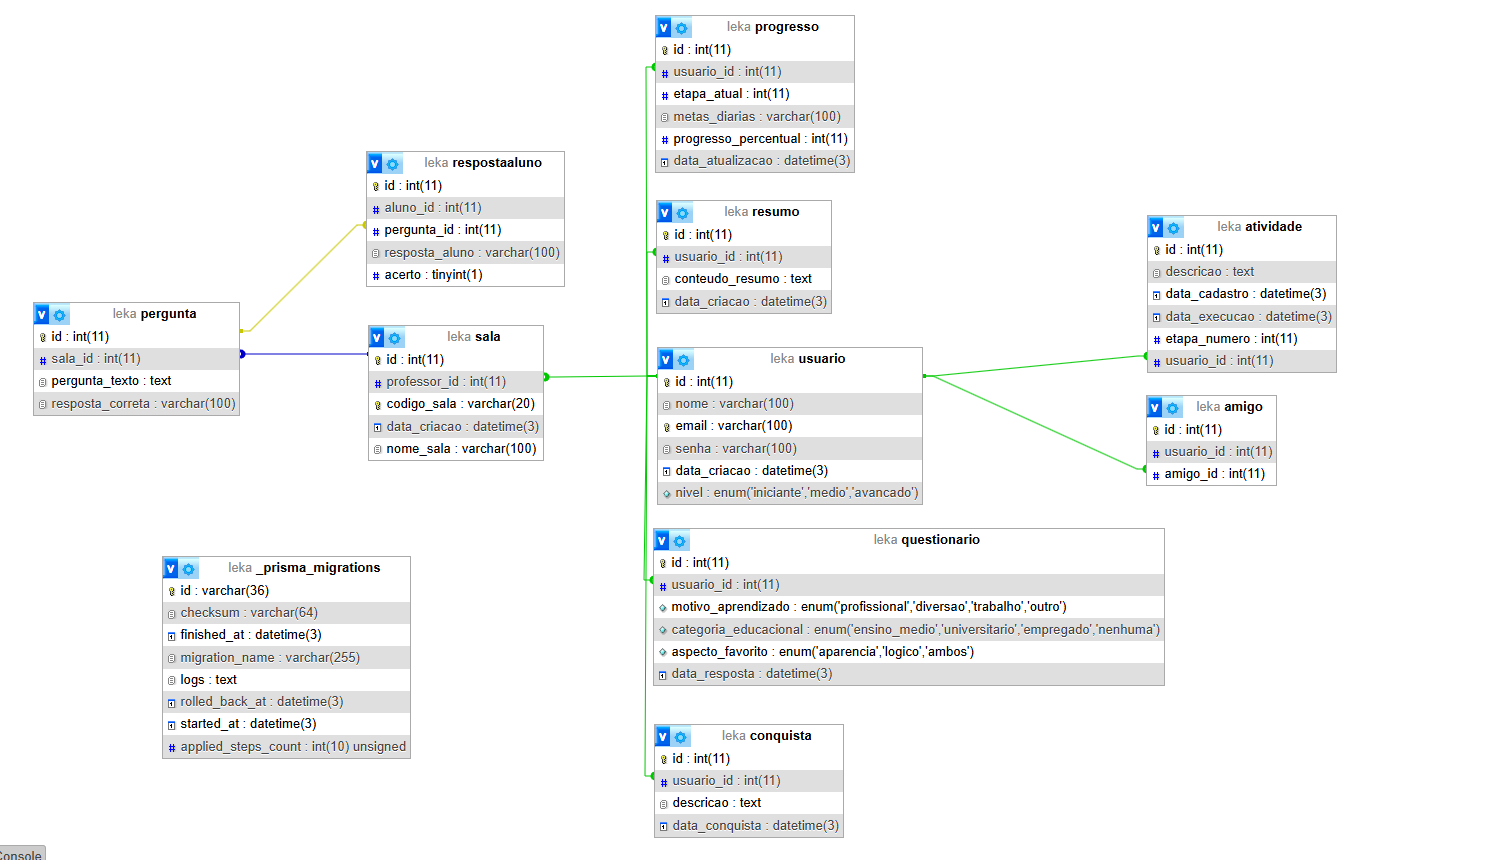 leka progresso
id : int(11)
usuario_id : int(11)
etapa_atual : int(11)
metas_diarias : varchar(100)
progresso_percentual : int(11)
data_atualizacao : datetime(3)
leka respostaaluno
id : int(11)
aluno_id : int(11)
pergunta_id : int(11)
resposta_aluno : varchar(100)
acerto : tinyint(1)
leka resumo
id : int(11)
usuario_id : int(11)
conteudo_resumo : text
data_criacao : datetime(3)
leka atividade
id : int(11)
descricao : text
data_cadastro : datetime(3)
data_execucao : datetime(3)
etapa_numero : int(11)
usuario_id : int(11)
leka pergunta
id : int(11)
sala_id : int(11)
pergunta_texto : text
resposta_correta : varchar(100)
leka sala
id : int(11)
professor_id : int(11)
codigo_sala : varchar(20)
data_criacao : datetime(3)
nome_sala : varchar(100)
leka usuario
id : int(11)
nome : varchar(100)
email : varchar(100)
senha : varchar(100)
data_criacao : datetime(3)
nivel : enum('iniciante','medio','avancado')
leka amigo
id : int(11)
usuario_id : int(11)
amigo_id : int(11)
leka _prisma_migrations
id : varchar(36)
checksum : varchar(64)
finished_at : datetime(3)
migration_name : varchar(255)
logs : text
rolled_back_at : datetime(3)
started_at : datetime(3)
applied_steps_count : int(10) unsigned
leka questionario
id : int(11)
usuario_id : int(11)
motivo_aprendizado : enum('profissional','diversao','trabalho','outro')
categoria_educacional : enum('ensino_medio','universitario','empregado','nenhuma')
aspecto_favorito : enum('aparencia','logico','ambos')
data_resposta : datetime(3)
leka conquista
id : int(11)
usuario_id : int(11)
descricao : text
data_conquista : datetime(3)
Console